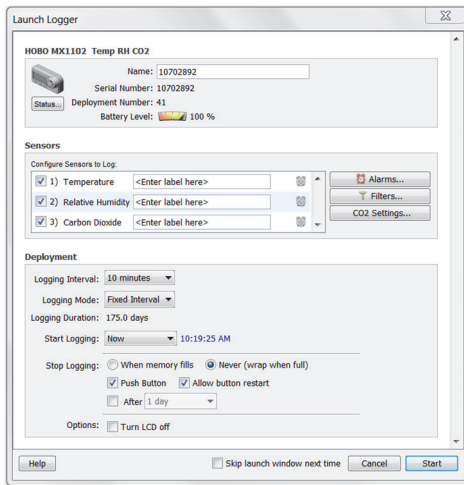 Launch Logger
HOBO MX1102 Temp RH CO2
Name: 10702892
Serial Number: 10702892
Status... Deployment Number: 41
Battery Level: 100 %
Sensors
Configure Sensors to Log:
1) Temperature <Enter label here>
2) Relative Humidity <Enter label here>
3) Carbon Dioxide <Enter label here>
Alarms...
Filters...
CO2 Settings...
Deployment
Logging Interval: 10 minutes
Logging Mode: Fixed Interval
Logging Duration: 175.0 days
Start Logging: Now 10:19:25 AM
Stop Logging: When memory fills Never (wrap when full)
Push Button Allow button restart
After 1 day
Options: Turn LCD off
Help Skip launch window next time Cancel Start